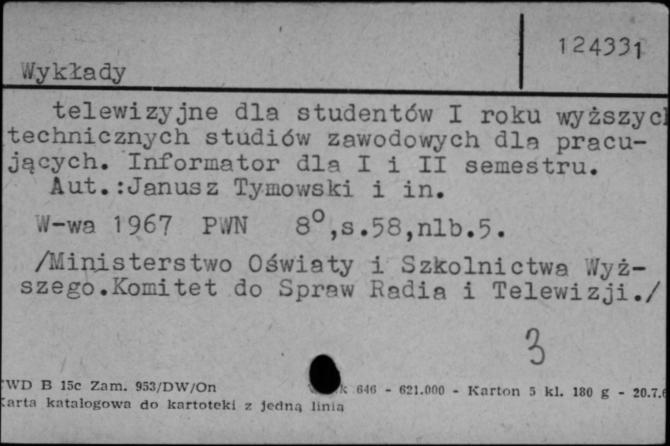 124331
Wykłady
telewizyjne dla studentów I roku wyższyc
technicznych studiów zawodowych dla pracu-
jących. Informator dla I i II semestru.
Aut.:Janusz Tymowski i in.
W-wa 1967 PWN 8°,s.58,nlb.5.
/Ministerstwo Oświaty i Szkolnictwa Wyż-
szego.Komitet do Spraw Radia i Telewizji./
3
WD B 15c Zam. 953/DW/On 646 - 621.000 - Karton 5 kl. 180 g - 20.7.6
Karta katalogowa do kartoteki z jedną linią